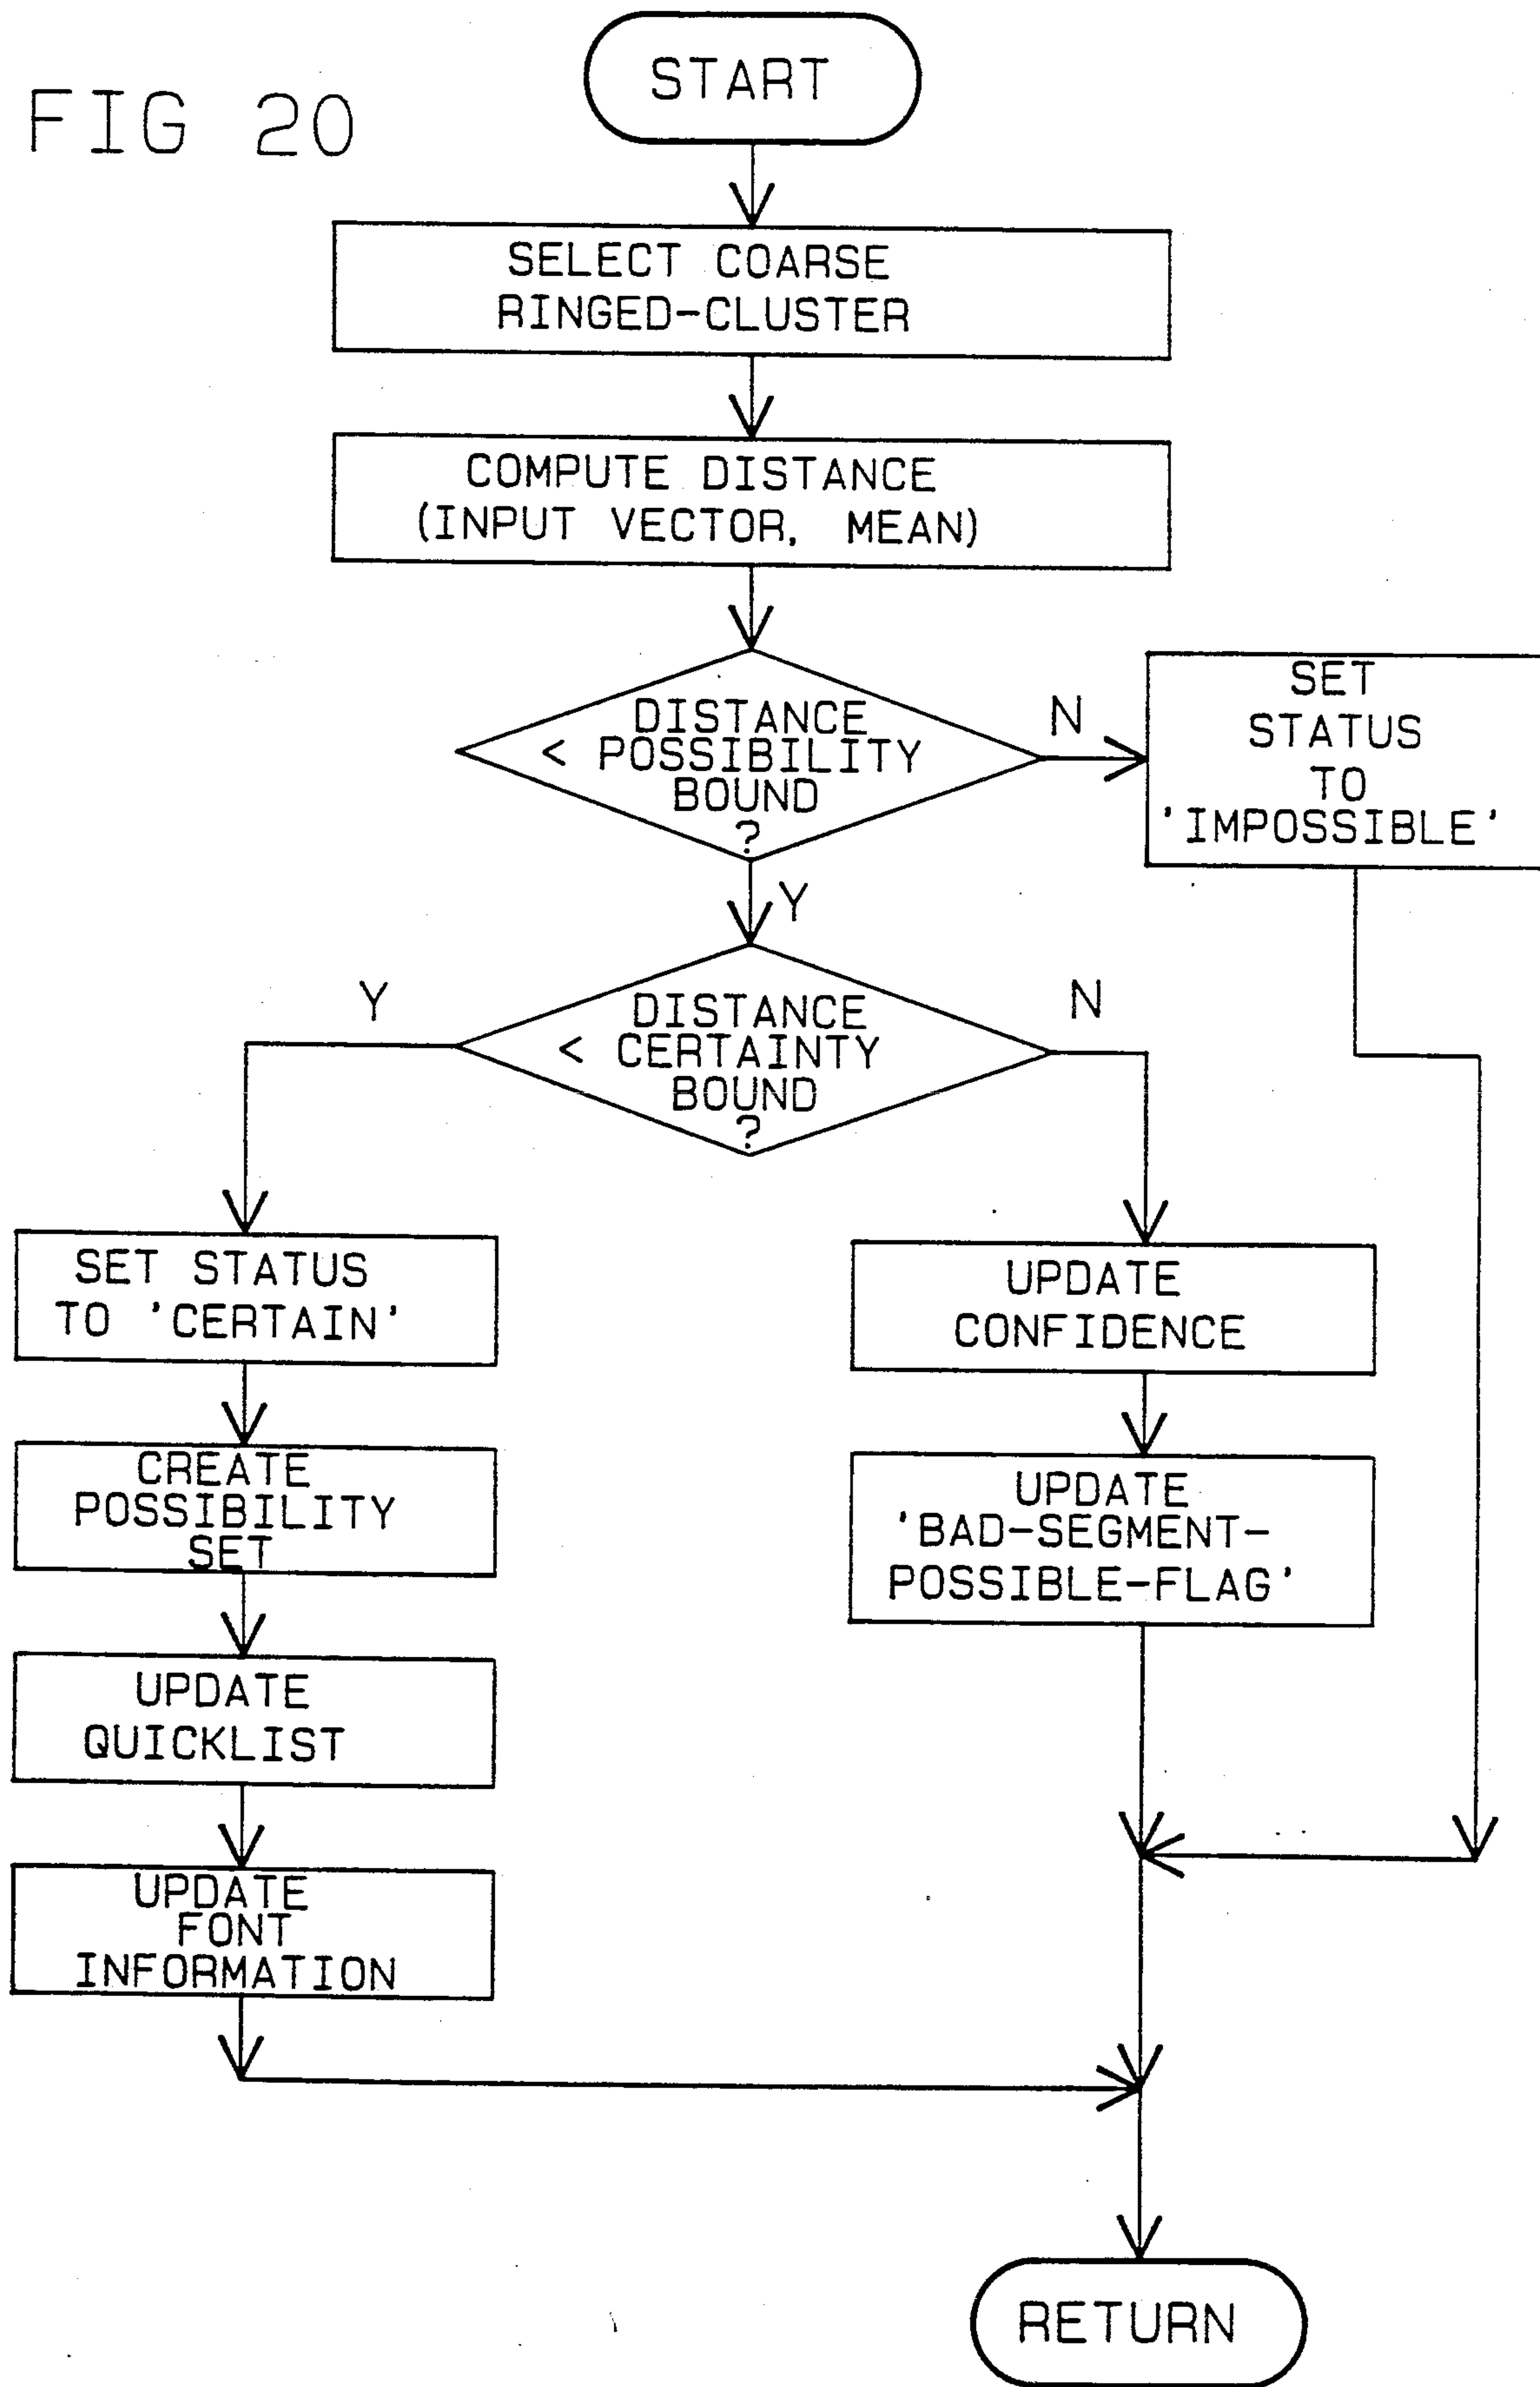 FIG 20
START
SELECT COARSE
RINGED-CLUSTER
COMPUTE DISTANCE
(INPUT VECTOR, MEAN)
DISTANCE
< POSSIBILITY
BOUND
?
N
SET
STATUS
TO
'IMPOSSIBLE'
Y
Y
DISTANCE
< CERTAINTY
BOUND
?
N
SET STATUS
TO 'CERTAIN'
CREATE
POSSIBILITY
SET
UPDATE
QUICKLIST
UPDATE
FONT
INFORMATION
UPDATE
CONFIDENCE
UPDATE
'BAD-SEGMENT-
POSSIBLE-FLAG'
RETURN